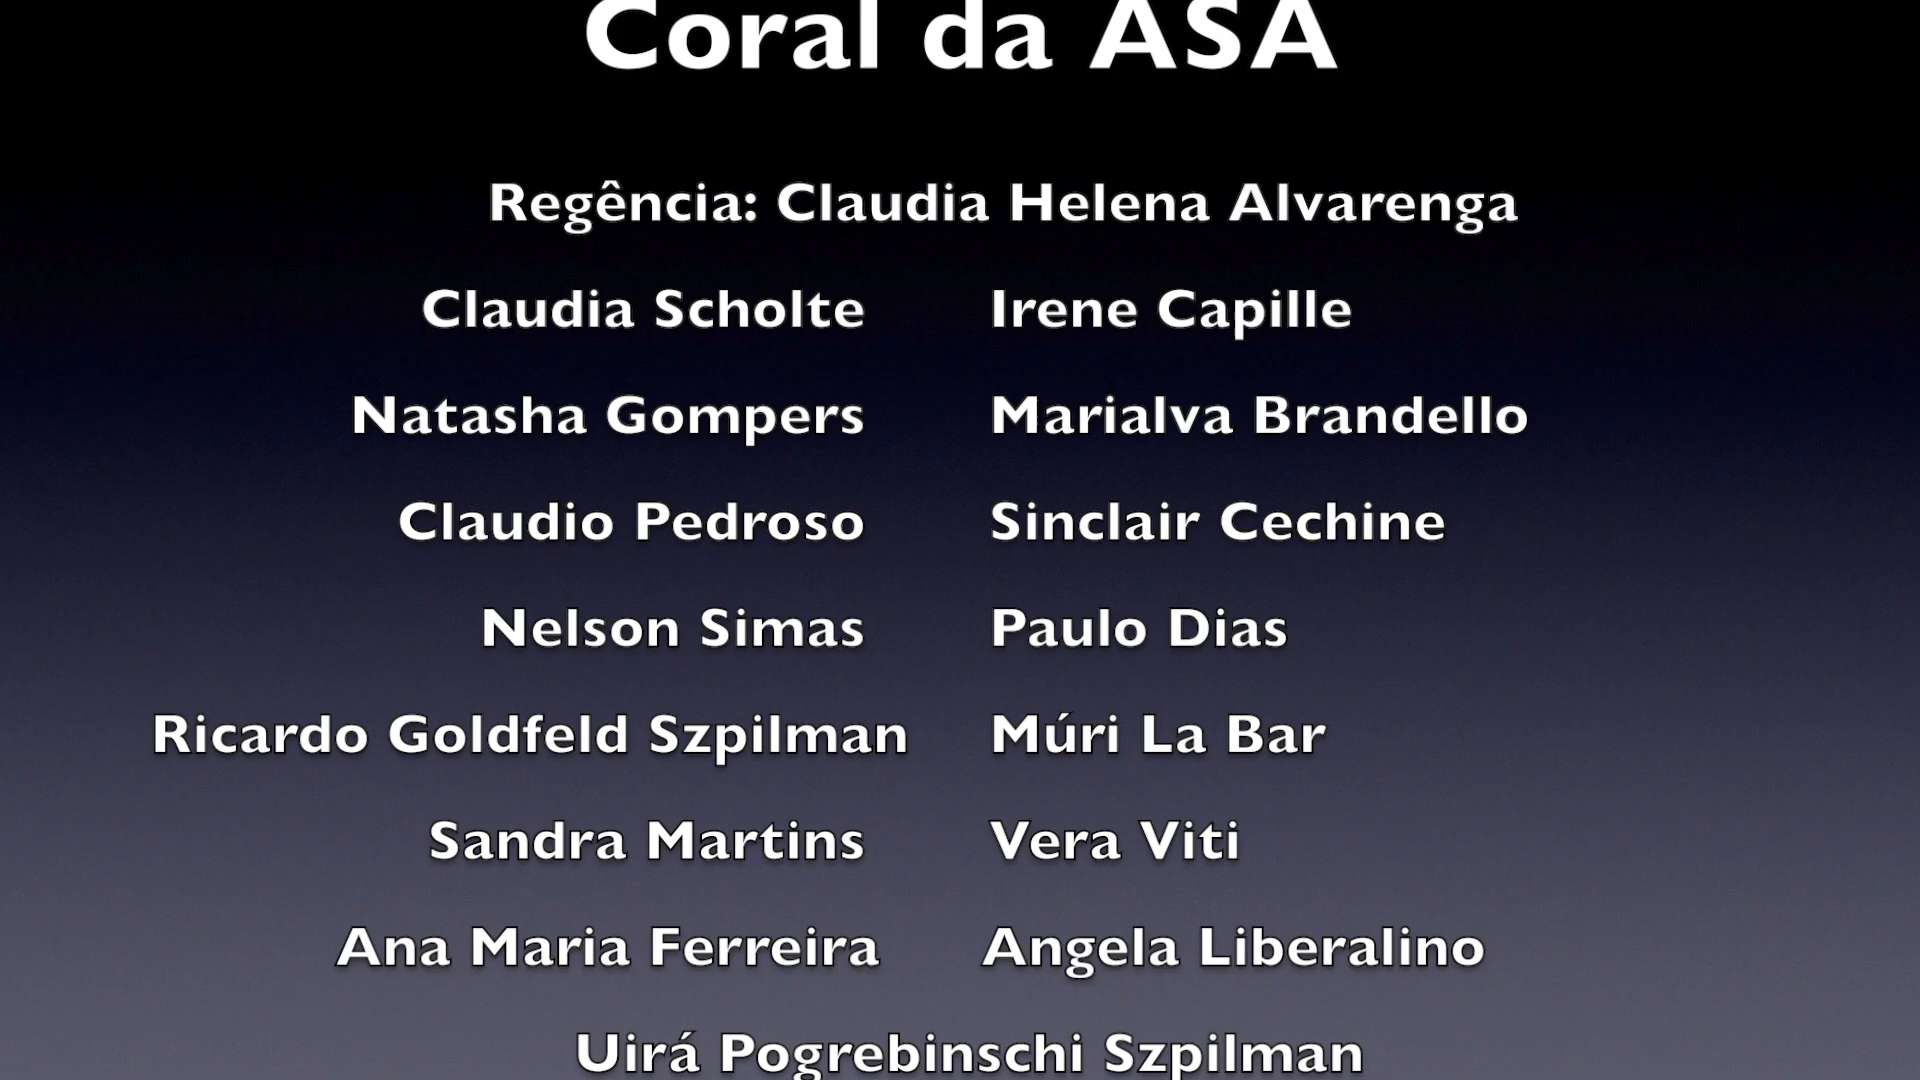 Coral da ASA
Regência: Claudia Helena Alvarenga
Claudia Scholte Irene Capille
Natasha Gompers Marialva Brandello
Claudio Pedroso Sinclair Cechine
Nelson Simas Paulo Dias
Ricardo Goldfeld Szpilman Múri La Bar
Sandra Martins Vera Viti
Ana Maria Ferreira Angela Liberalino
Uirá Pogrebinschi Szpilman